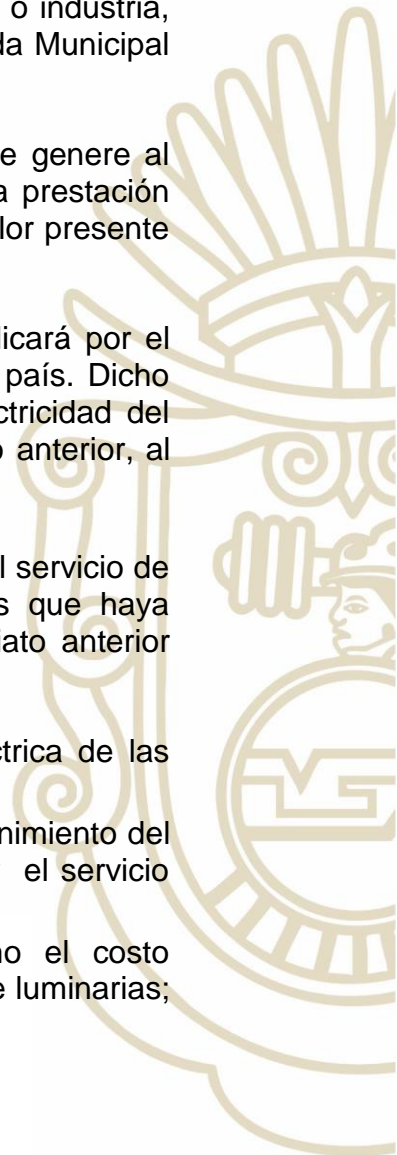 o industria,
da Municipal
e genere al
a prestación
lor presente
licará por el
país. Dicho
ctricidad del
o anterior, al
l servicio de
s que haya
iato anterior
ctrica de las
nimiento del
el servicio
no el costo
e luminarias;